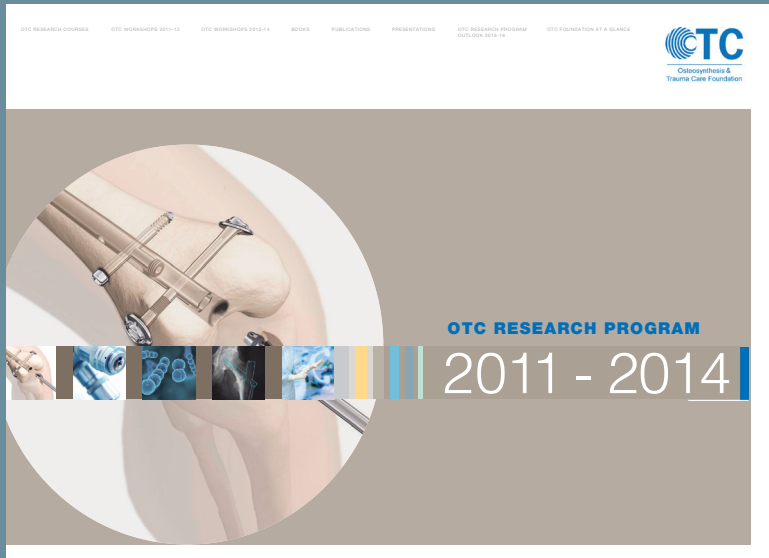 OTC RESEARCH COURSES
OTC WORKSHOPS 2011-12
OTC WORKSHOPS 2013-14
BOOKS
PUBLICATIONS
PRESENTATIONS
OTC RESEARCH PROGRAM
OUTLOOK 2015-16
OTC FOUNDATION AT A GLANCE
OTC
Osteosynthesis &
Trauma Care Foundation
OTC RESEARCH PROGRAM
2011 - 2014